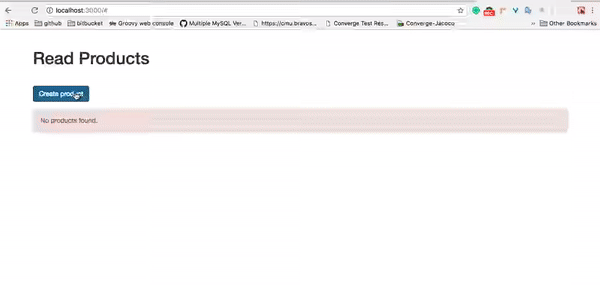 localhost:3000/#
Apps github bitbucket Groovy web console Multiple MySQL Ver... https://cmu.bravos Converge Test Res... Converge-Jacoco » Other Bookmarks
Read Products
Create product
No products found.